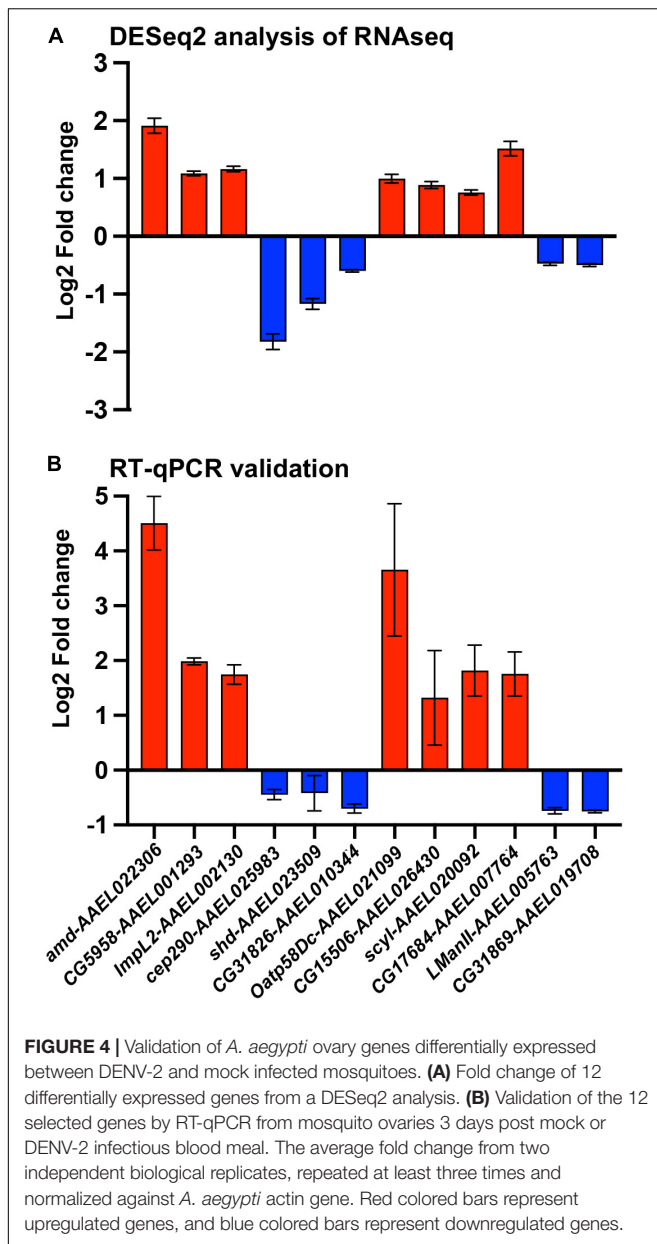 A DESeq2 analysis of RNAseq
Log2 Fold change
3
2
1
0
-1
-2
-3
B RT-qPCR validation
Log2 Fold change
5
4
3
2
1
0
-1
amd-AAEL022306
CG5958-AAEL001293
ImpL2-AAEL002130
cep290-AAEL025983
shd-AAEL023509
CG31826-AAEL010344
Oatp58Dc-AAEL021099
CG15506-AAEL026430
scyl-AAEL020092
CG17684-AAEL007764
LManII-AAEL005763
CG31869-AAEL019708
FIGURE 4 | Validation of A. aegypti ovary genes differentially expressed
between DENV-2 and mock infected mosquitoes. (A) Fold change of 12
differentially expressed genes from a DESeq2 analysis. (B) Validation of the 12
selected genes by RT-qPCR from mosquito ovaries 3 days post mock or
DENV-2 infectious blood meal. The average fold change from two
independent biological replicates, repeated at least three times and
normalized against A. aegypti actin gene. Red colored bars represent
upregulated genes, and blue colored bars represent downregulated genes.